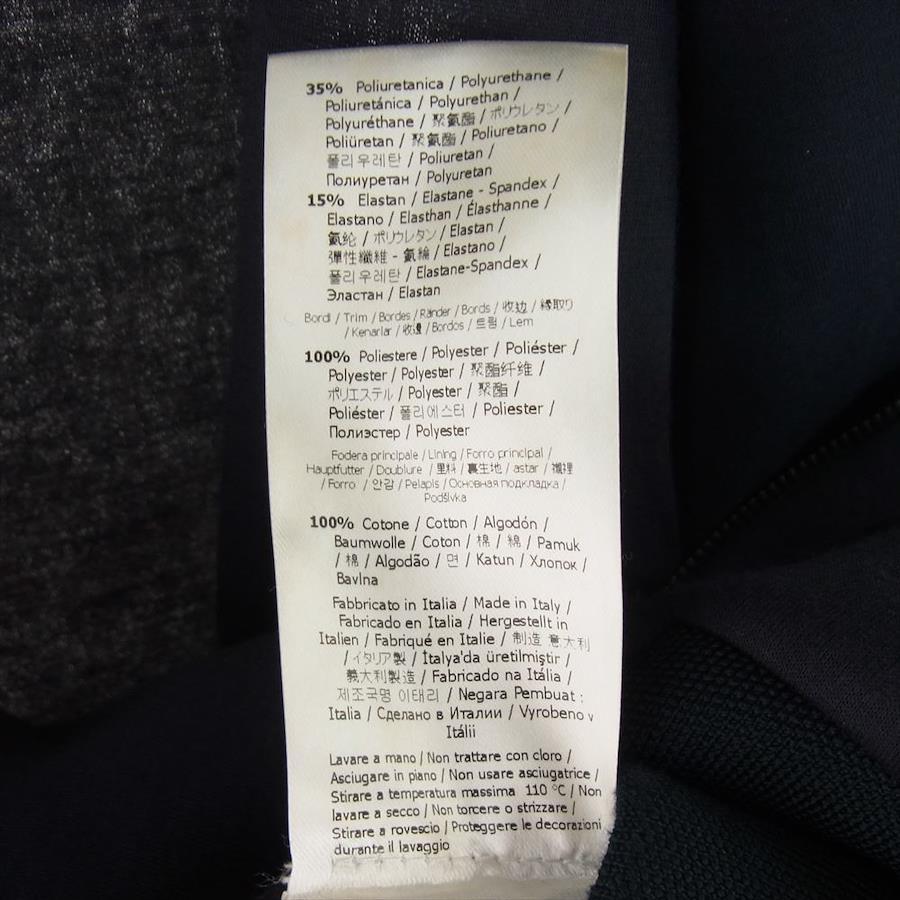 35% Poliuretanica / Polyurethane /
Poliuretánica / Polyurethan /
Polyuréthane / 聚氨酯 / ポリウレタン /
Poliüretan / 聚氨酯 / Poliuretano /
폴리우레탄 / Poliuretan /
Полиуретан / Polyuretan
15% Elastan / Elastane - Spandex /
Elastano / Elasthan / Élasthanne /
氨纶 / ポリウレタン / Elastan /
彈性纖維 - 氨綸 / Elastano /
폴리우레탄 / Elastane-Spandex /
Эластан / Elastan
Bordi / Trim / Bordes / Ränder / Bords / 收边 / 縁取り
/ Kenarlar / 收邊 / Bordos / 트림 / Lem
100% Poliestere / Polyester / Poliéster /
Polyester / Polyester / 聚酯纤维 /
ポリエステル / Polyester / 聚酯 /
Poliéster / 폴리에스터 / Poliester /
Полиэстер / Polyester
Fodera principale / Lining / Forro principal /
Hauptfutter / Doublure / 里料 / 裏生地 / astar / 襯裡
/ Forro / 안감 / Pelapis / Основная подкладка /
Podšívka
100% Cotone / Cotton / Algodón /
Baumwolle / Coton / 棉 / 綿 / Pamuk
/ 棉 / Algodão / 면 / Katun / Хлопок /
Bavlna
Fabbricato in Italia / Made in Italy /
Fabricado en Italia / Hergestellt in
Italien / Fabriqué en Italie / 制造 意大利
/ イタリア製 / İtalya'da üretilmiştir /
義大利製造 / Fabricado na Itália /
제조국명 이태리 / Negara Pembuat :
Italia / Сделано в Италии / Vyrobeno v
Itálii
Lavare a mano / Non trattare con cloro /
Asciugare in piano / Non usare asciugatrice /
Stirare a temperatura massima 110 °C / Non
lavare a secco / Non torcere o strizzare /
Stirare a rovescio / Proteggere le decorazioni
durante il lavaggio